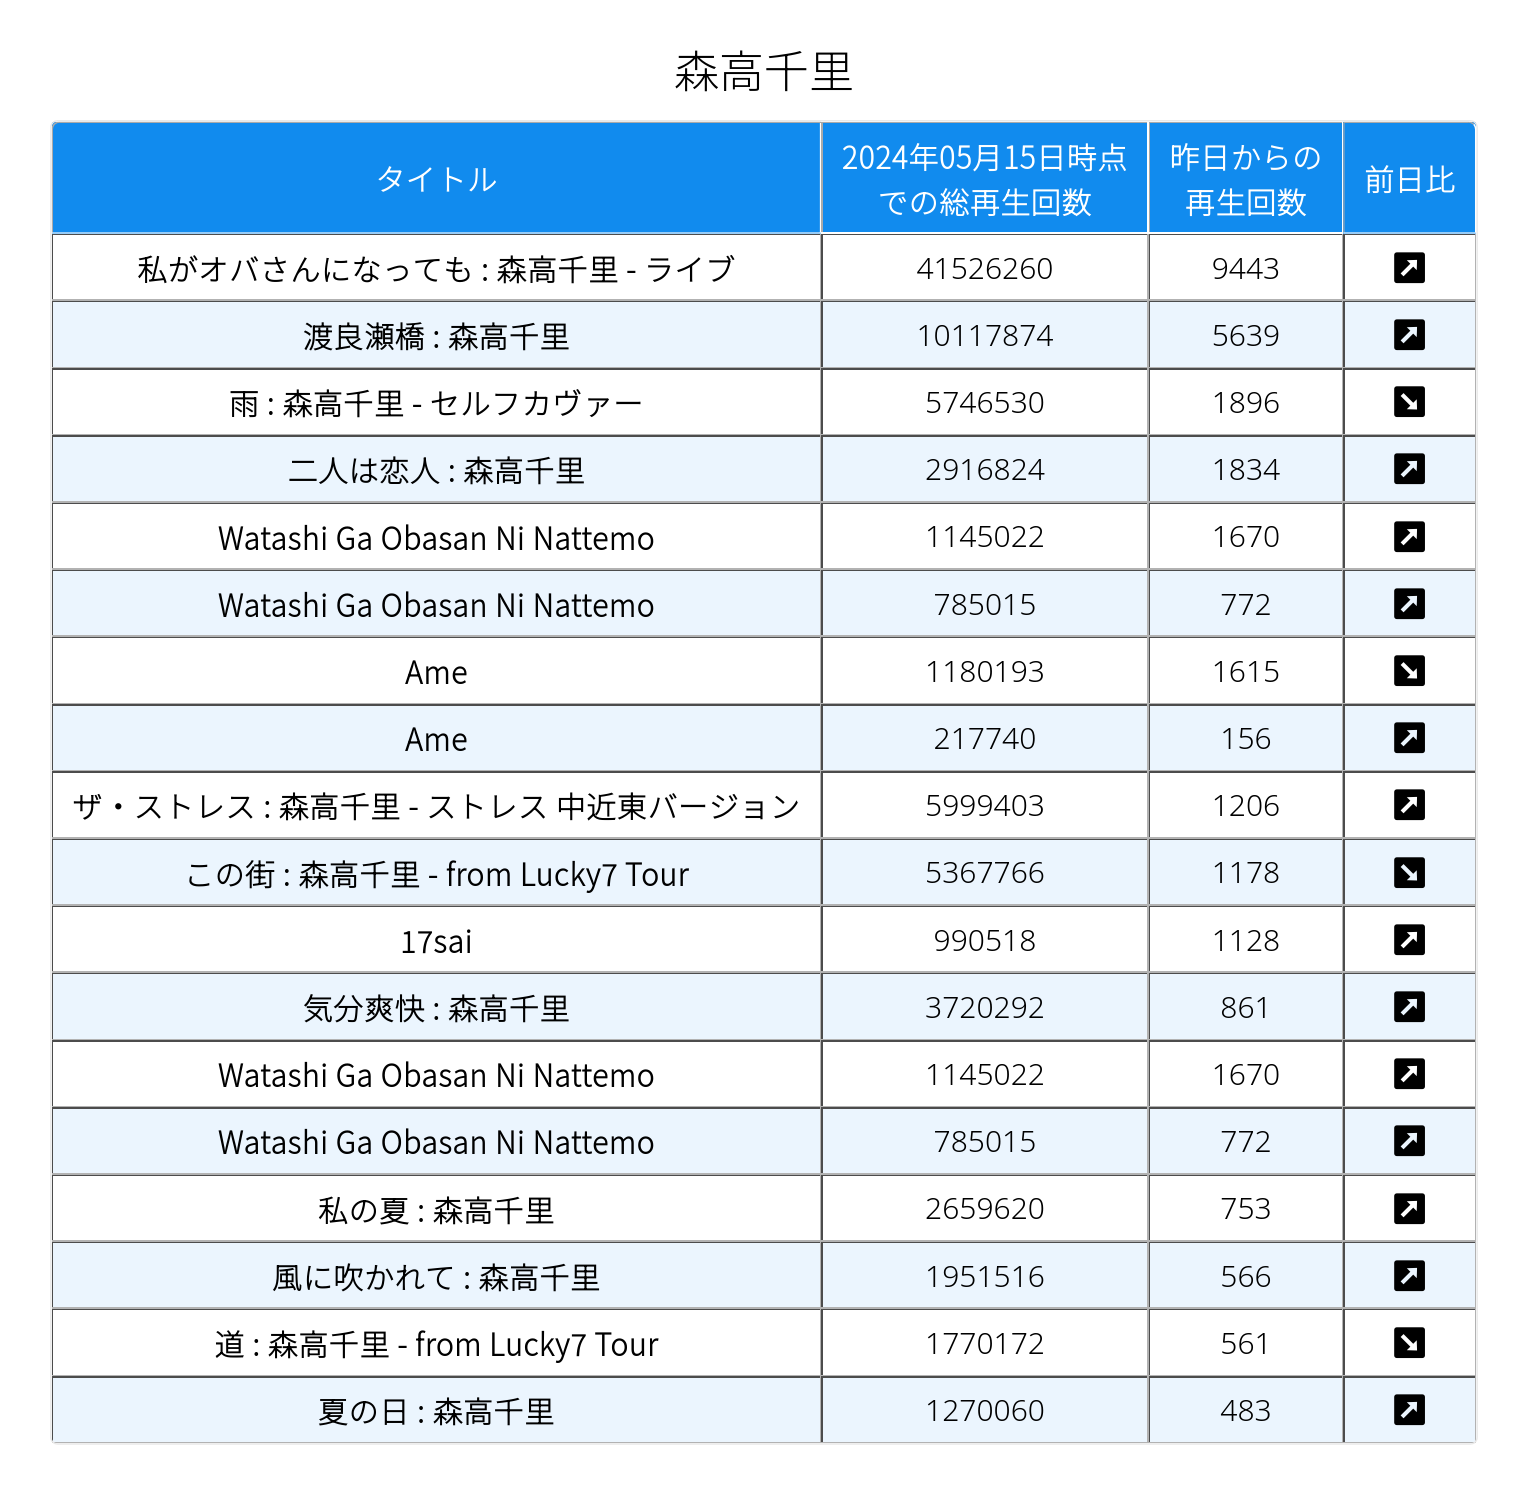 森高千里
タイトル 2024年05月15日時点での総再生回数 昨日からの再生回数 前日比
私がオバさんになっても : 森高千里 - ライブ 41526260 9443 ↗
渡良瀬橋 : 森高千里 10117874 5639 ↗
雨 : 森高千里 - セルフカヴァー 5746530 1896 ↘
二人は恋人 : 森高千里 2916824 1834 ↗
Watashi Ga Obasan Ni Nattemo 1145022 1670 ↗
Watashi Ga Obasan Ni Nattemo 785015 772 ↗
Ame 1180193 1615 ↘
Ame 217740 156 ↗
ザ・ストレス : 森高千里 - ストレス 中近東バージョン 5999403 1206 ↗
この街 : 森高千里 - from Lucky7 Tour 5367766 1178 ↘
17sai 990518 1128 ↗
気分爽快 : 森高千里 3720292 861 ↗
Watashi Ga Obasan Ni Nattemo 1145022 1670 ↗
Watashi Ga Obasan Ni Nattemo 785015 772 ↗
私の夏 : 森高千里 2659620 753 ↗
風に吹かれて : 森高千里 1951516 566 ↗
道 : 森高千里 - from Lucky7 Tour 1770172 561 ↘
夏の日 : 森高千里 1270060 483 ↗